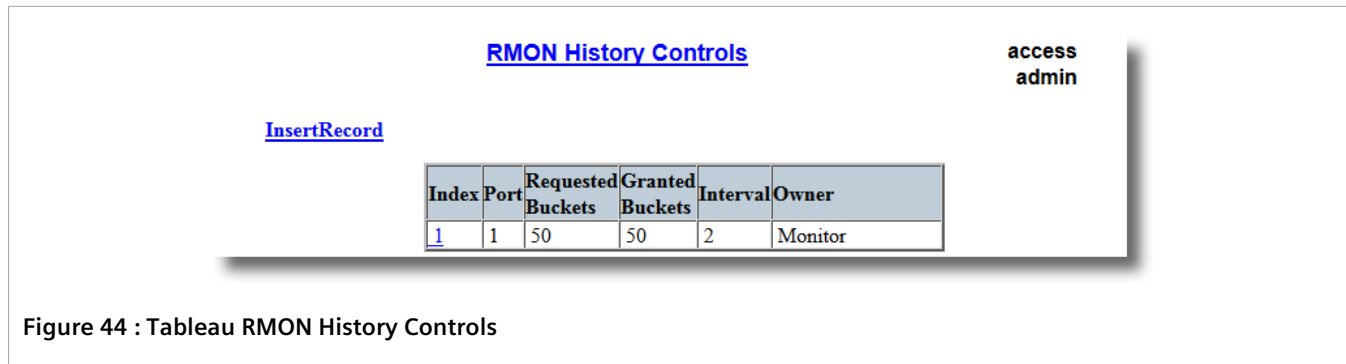 RMON History Controls
access
admin
InsertRecord
Index Port Requested Buckets Granted Buckets Interval Owner
1 1 50 50 2 Monitor
Figure 44 : Tableau RMON History Controls